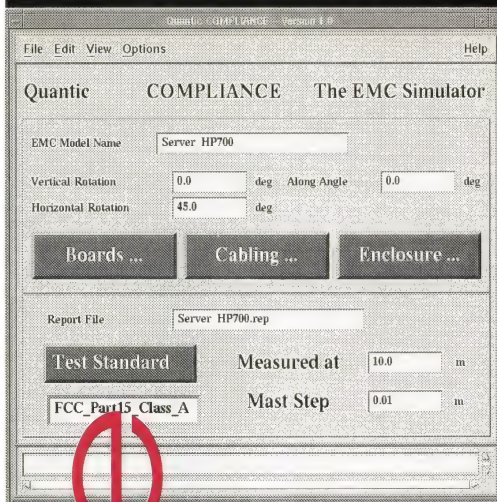 Quantic COMPLIANCE - Version 1.0
File Edit View Options Help
Quantic COMPLIANCE The EMC Simulator
EMC Model Name Server HP700
Vertical Rotation 0.0 deg Along Angle 0.0 deg
Horizontal Rotation 45.0 deg
Boards ... Cabling ... Enclosure ...
Report File Server HP700.rep
Test Standard Measured at 10.0 m
FCC_Part15_Class_A Mast Step 0.01 m